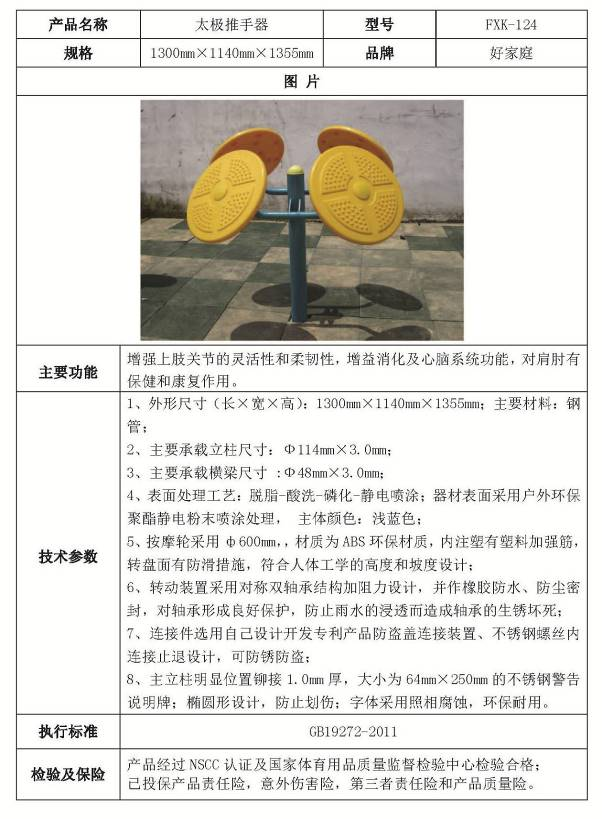 产品名称 太极推手器 型号 FXK-124
规格 1300mm×1140mm×1355mm 品牌 好家庭
图 片
主要功能
增强上肢关节的灵活性和柔韧性，增益消化及心脑系统功能，对肩肘有
保健和康复作用。
技术参数
1、外形尺寸（长×宽×高）：1300mm×1140mm×1355mm；主要材料：钢
管；
2、主要承载立柱尺寸：Φ114mm×3.0mm；
3、主要承载横梁尺寸 :Φ48mm×3.0mm；
4、表面处理工艺：脱脂-酸洗-磷化-静电喷涂；器材表面采用户外环保
聚酯静电粉末喷涂处理， 主体颜色：浅蓝色；
5、按摩轮采用 φ600mm，，材质为ABS 环保材质，内注塑有塑料加强筋，
转盘面有防滑措施，符合人体工学的高度和坡度设计；
6、转动装置采用对称双轴承结构加阻力设计，并作橡胶防水、防尘密
封，对轴承形成良好保护，防止雨水的浸透而造成轴承的生锈坏死；
7、连接件选用自己设计开发专利产品防盗盖连接装置、不锈钢螺丝内
连接止退设计，可防锈防盗；
8、主立柱明显位置铆接 1.0mm 厚，大小为 64mm×250mm 的不锈钢警告
说明牌；椭圆形设计，防止划伤；字体采用照相腐蚀，环保耐用。
执行标准 GB19272-2011
检验及保险
产品经过 NSCC 认证及国家体育用品质量监督检验中心检验合格；
已投保产品责任险，意外伤害险，第三者责任险和产品质量险。